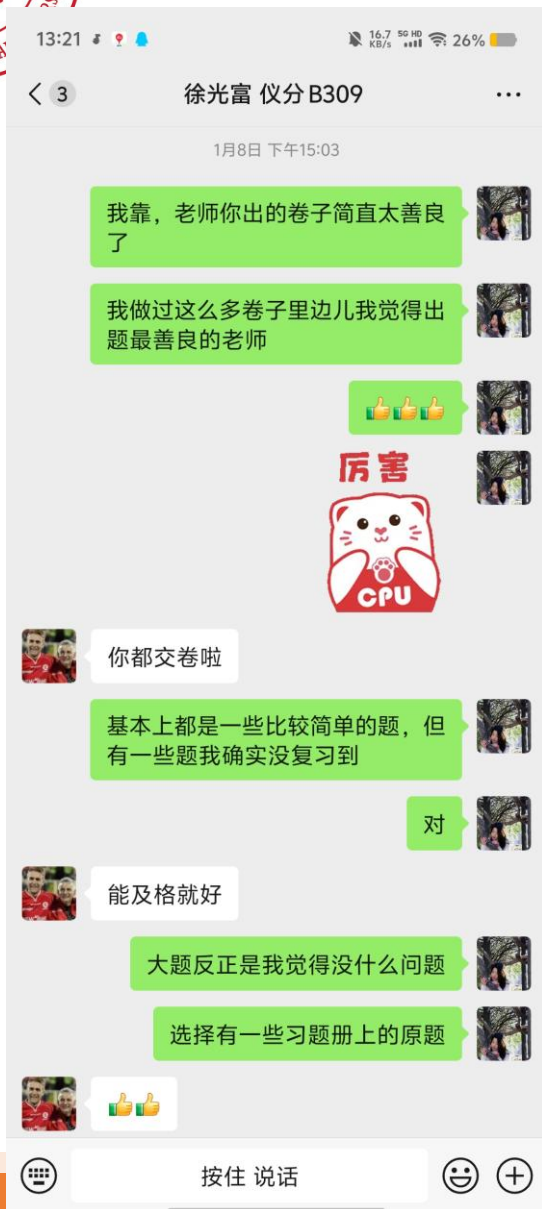 13:21
16.7 KB/s 5G HD 26%
3
徐光富 仪分B309
1月8日 下午15:03
我靠，老师你出的卷子简直太善良
了
我做过这么多卷子里边儿我觉得出
题最善良的老师
👍👍👍
厉害
CPU
你都交卷啦
基本上都是一些比较简单的题，但
有一些题我确实没复习到
对
能及格就好
大题反正是我觉得没什么问题
选择有一些习题册上的原题
👍👍
按住 说话